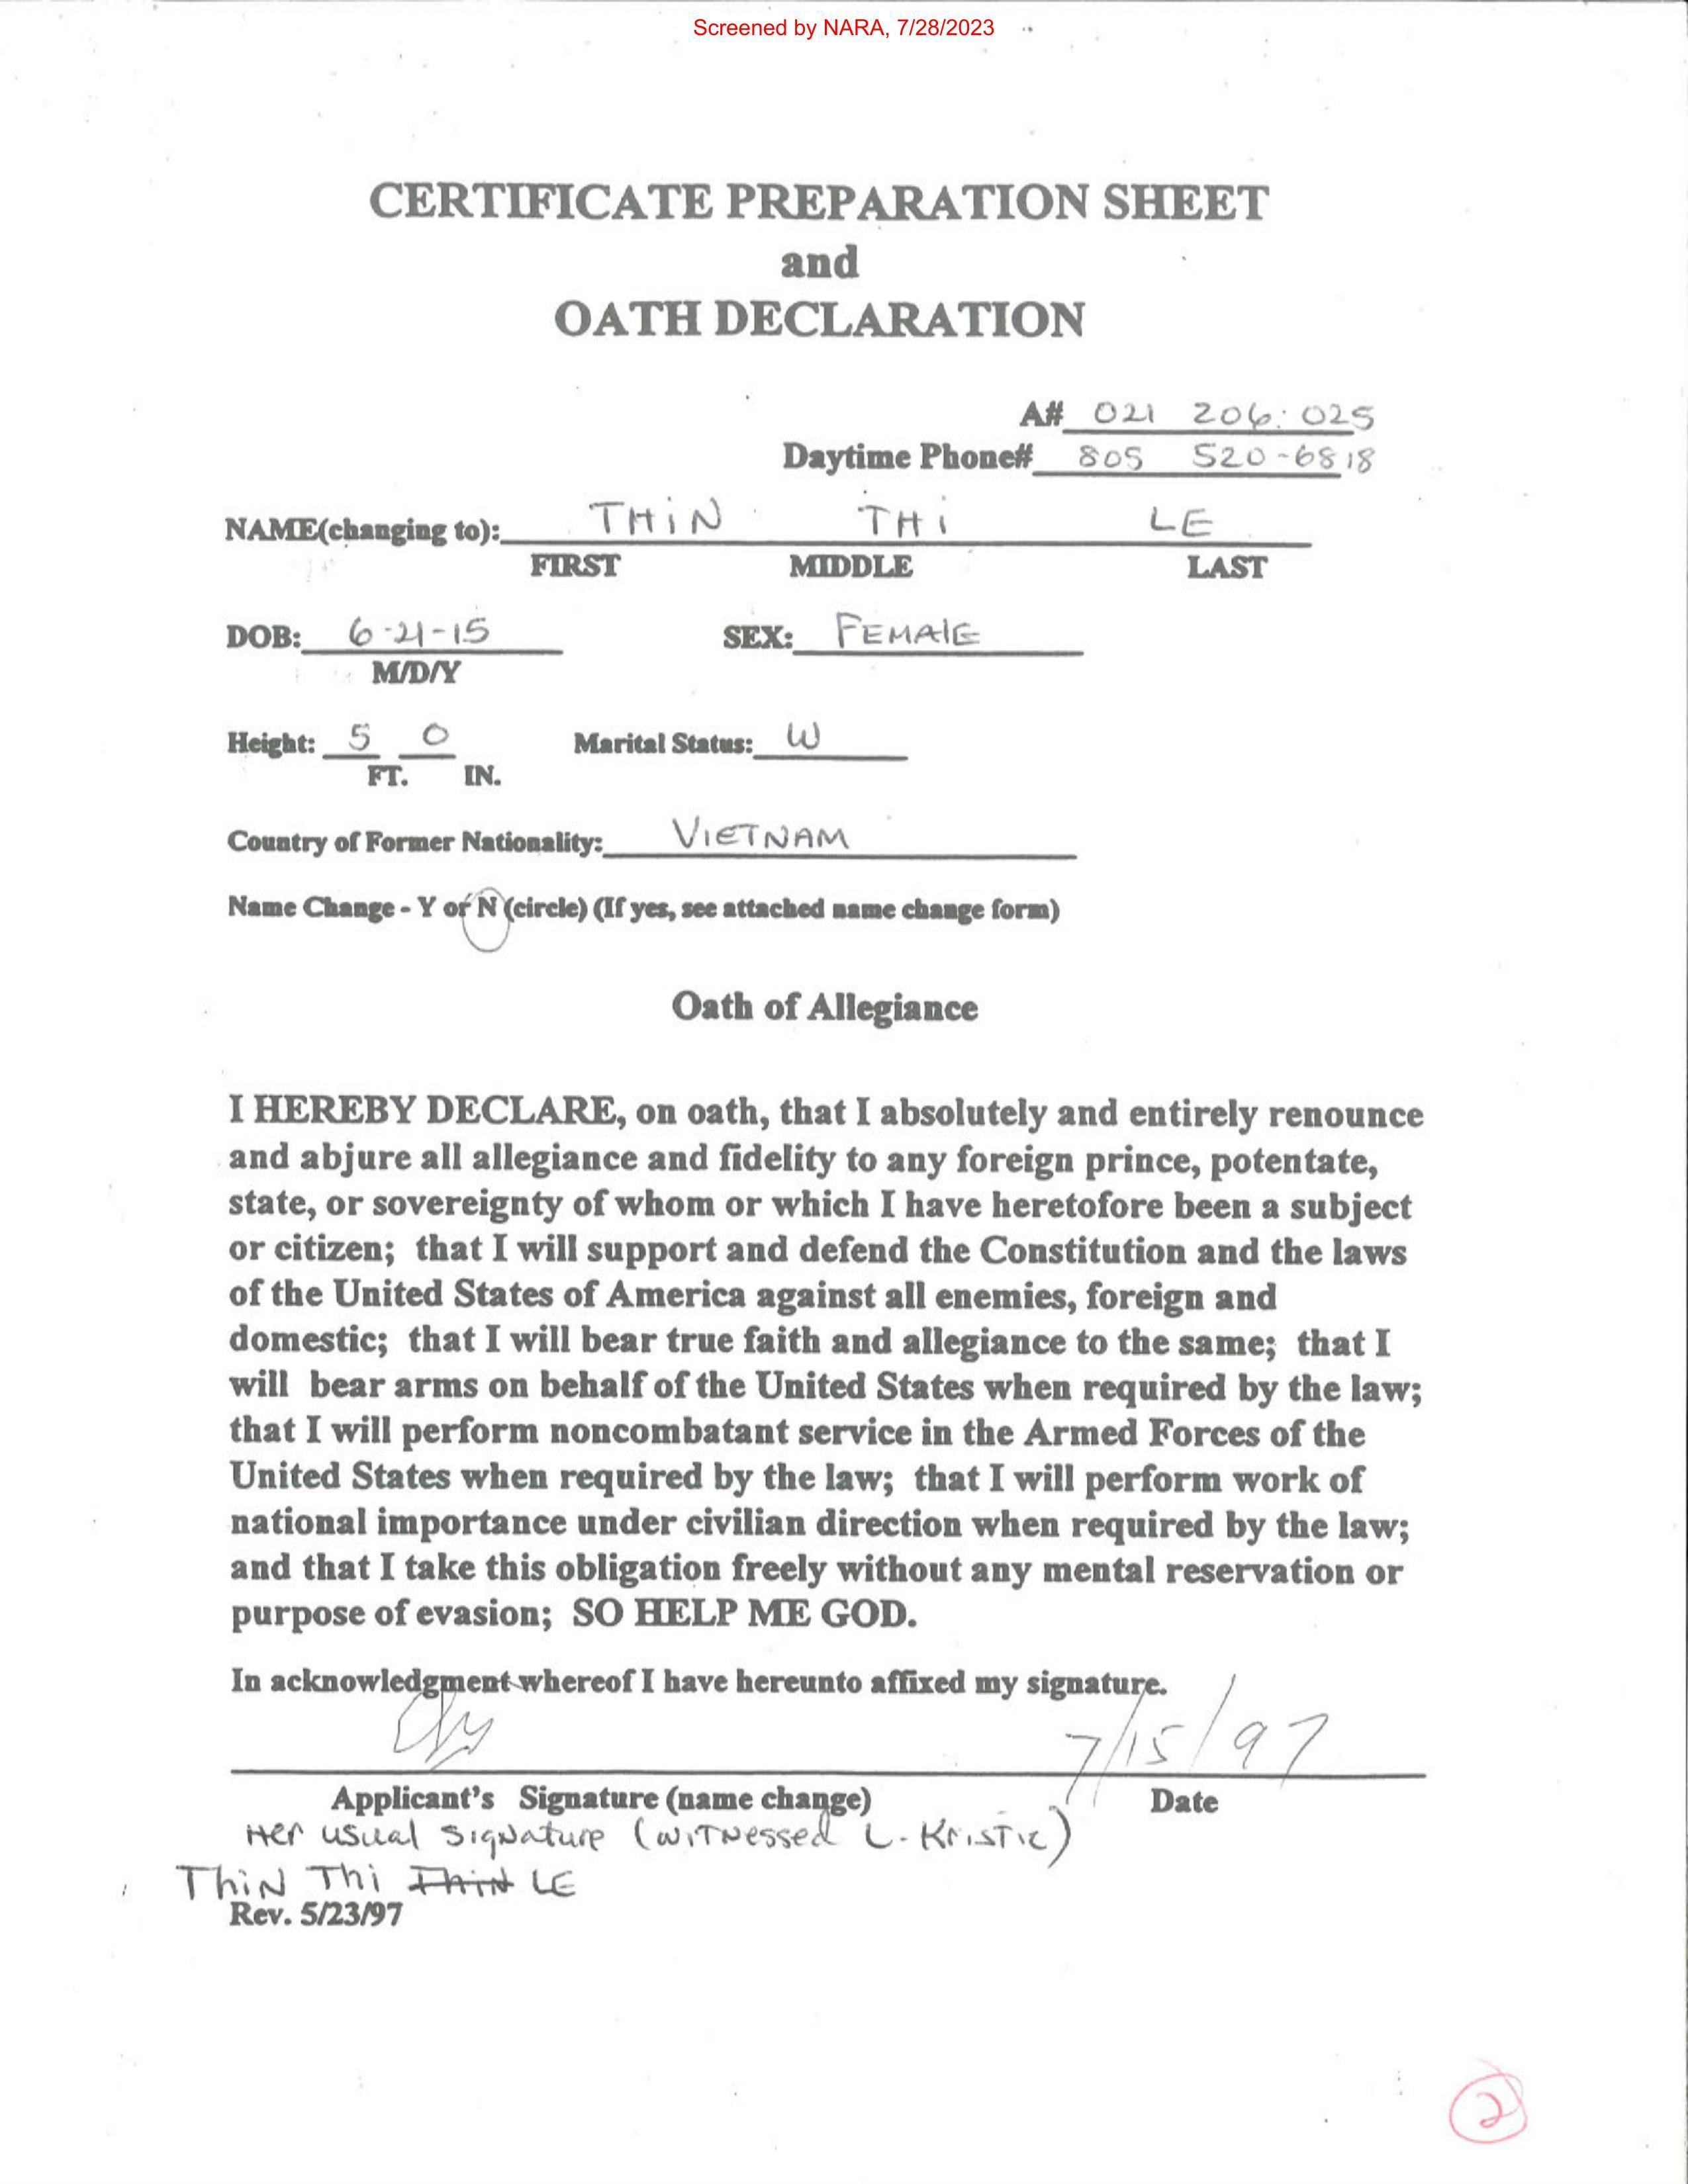 Screened by NARA, 7/28/2023
CERTIFICATE PREPARATION SHEET
and
OATH DECLARATION
A# 021 206: 025
Daytime Phone# 805 520-6818
NAME(changing to): THiN THi LE
FIRST MIDDLE LAST
DOB: 6-21-15 SEX: FEMAlE
M/D/Y
Height: 5 0 Marital Status: W
FT. IN.
Country of Former Nationality: VIETNAM
Name Change - Y or N (circle) (If yes, see attached name change form)
Oath of Allegiance
I HEREBY DECLARE, on oath, that I absolutely and entirely renounce
and abjure all allegiance and fidelity to any foreign prince, potentate,
state, or sovereignty of whom or which I have heretofore been a subject
or citizen; that I will support and defend the Constitution and the laws
of the United States of America against all enemies, foreign and
domestic; that I will bear true faith and allegiance to the same; that I
will bear arms on behalf of the United States when required by the law;
that I will perform noncombatant service in the Armed Forces of the
United States when required by the law; that I will perform work of
national importance under civilian direction when required by the law;
and that I take this obligation freely without any mental reservation or
purpose of evasion; SO HELP ME GOD.
In acknowledgment whereof I have hereunto affixed my signature.
7/15/97
Applicant's Signature (name change) Date
Her usual signature (witnessed L. Kristic)
Thin Thi Thin LE
Rev. 5/23/97
2